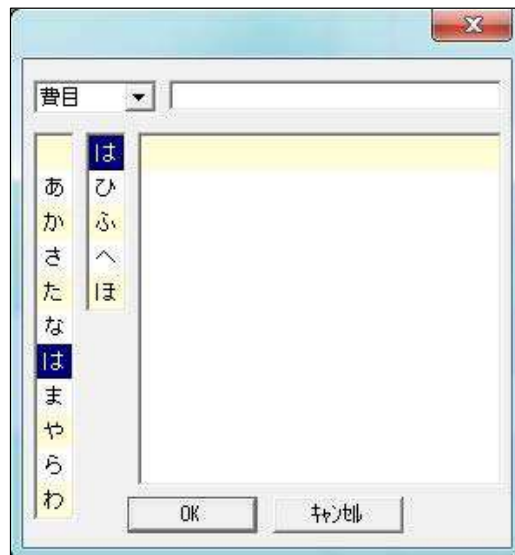 費目
あ
か
さ
た
な
は
ま
や
ら
わ
は
ひ
ふ
へ
ほ
OK
ｷｬﾝｾﾙ